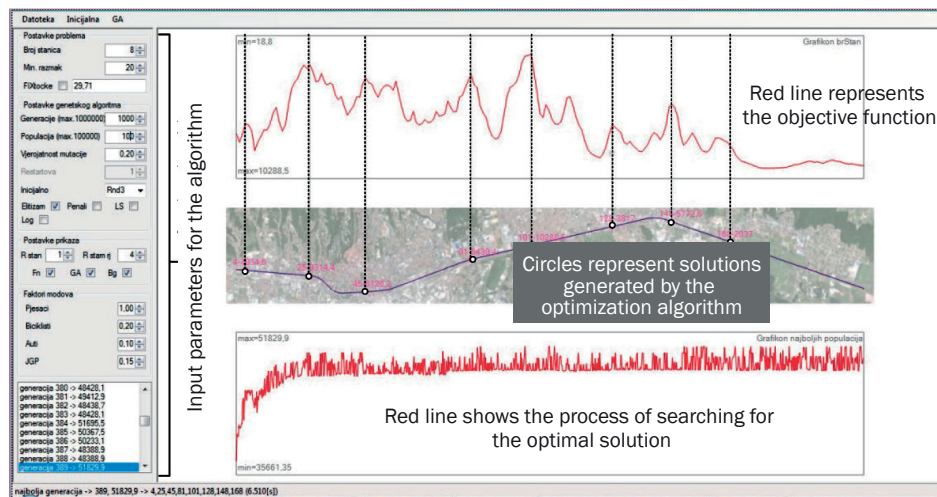 Datoteka Inicijalna GA
Postavke problema
Broj stanica 8
Min. razmak 20
FIXtocke 29,71
Postavke genetskog algoritma
Generacije (max.1000000) 1000
Populacija (max.100000) 100
Vjerojatnost mutacije 0,20
Restartova 1
Inicijalno Rnd3
Elitizam Penali LS
Log
Postavke prikaza
R stan 1 R stam rj 4
Fn GA Bg
Faktori modova
Pjesaci 1,00
Biciklisti 0,20
Auti 0,10
JGP 0,15
generacija 380 -> 48428,1
generacija 381 -> 49412,9
generacija 382 -> 48438,7
generacija 383 -> 48428,1
generacija 384 -> 51695,5
generacija 385 -> 50367,5
generacija 386 -> 50233,1
generacija 387 -> 48388,9
generacija 388 -> 48388,9
generacija 389 -> 51829,9
najbolja generacija -> 389, 51829,9 -> 4,25,45,81,101,128,148,168 (6.510[s])
Input parameters for the algorithm
min=18,8
Grafikon brStan
max=10288,5
Red line represents
the objective function
Circles represent solutions
generated by the
optimization algorithm
max=51829,9
Grafikon najboljih populacija
min=35661,35
Red line shows the process of searching for
the optimal solution